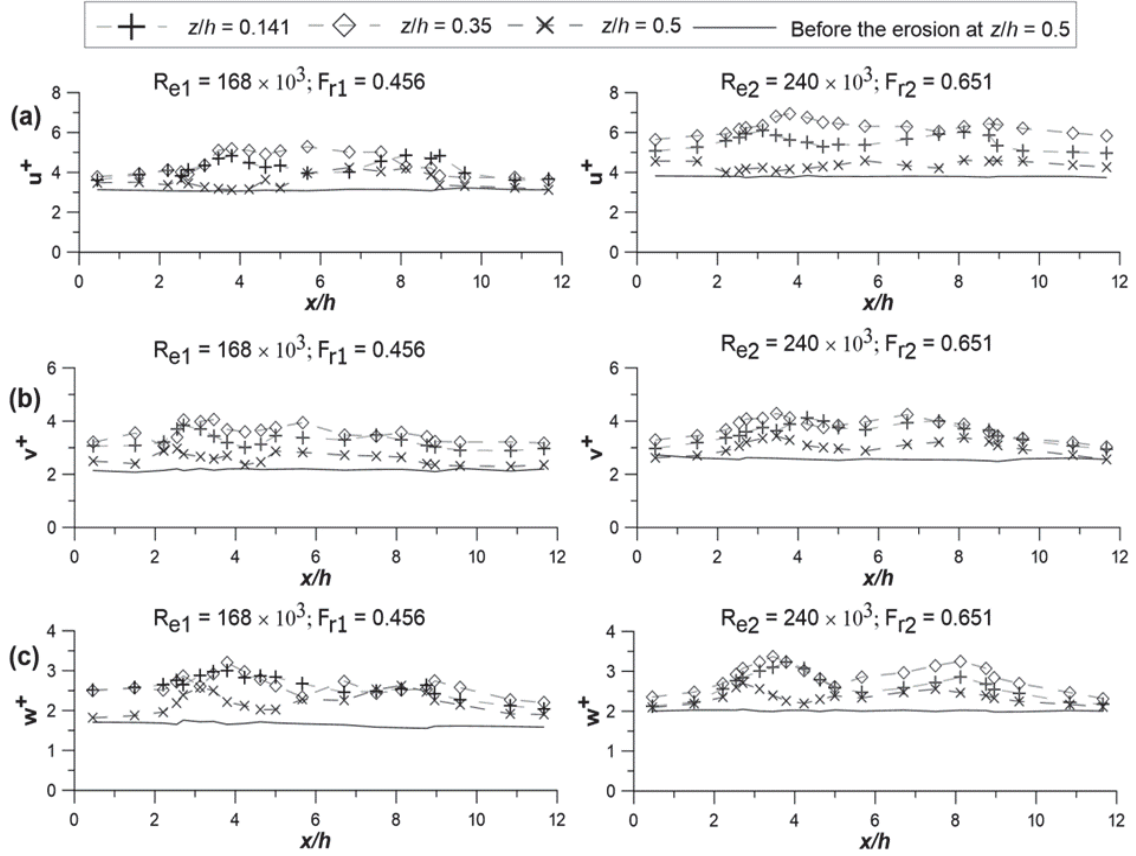 z/h = 0.141 z/h = 0.35 z/h = 0.5 Before the erosion at z/h = 0.5
Re1 = 168 × 10³; Fr1 = 0.456 Re2 = 240 × 10³; Fr2 = 0.651
(a)
8 8
6 6
u⁺ u⁺
4 4
2 2
0 0
0 2 4 6 8 10 12 0 2 4 6 8 10 12
x/h x/h
Re1 = 168 × 10³; Fr1 = 0.456 Re2 = 240 × 10³; Fr2 = 0.651
(b)
6 6
4 4
v⁺ v⁺
2 2
0 0
0 2 4 6 8 10 12 0 2 4 6 8 10 12
x/h x/h
Re1 = 168 × 10³; Fr1 = 0.456 Re2 = 240 × 10³; Fr2 = 0.651
(c)
4 4
3 3
w⁺ w⁺
2 2
1 1
0 0
0 2 4 6 8 10 12 0 2 4 6 8 10 12
x/h x/h